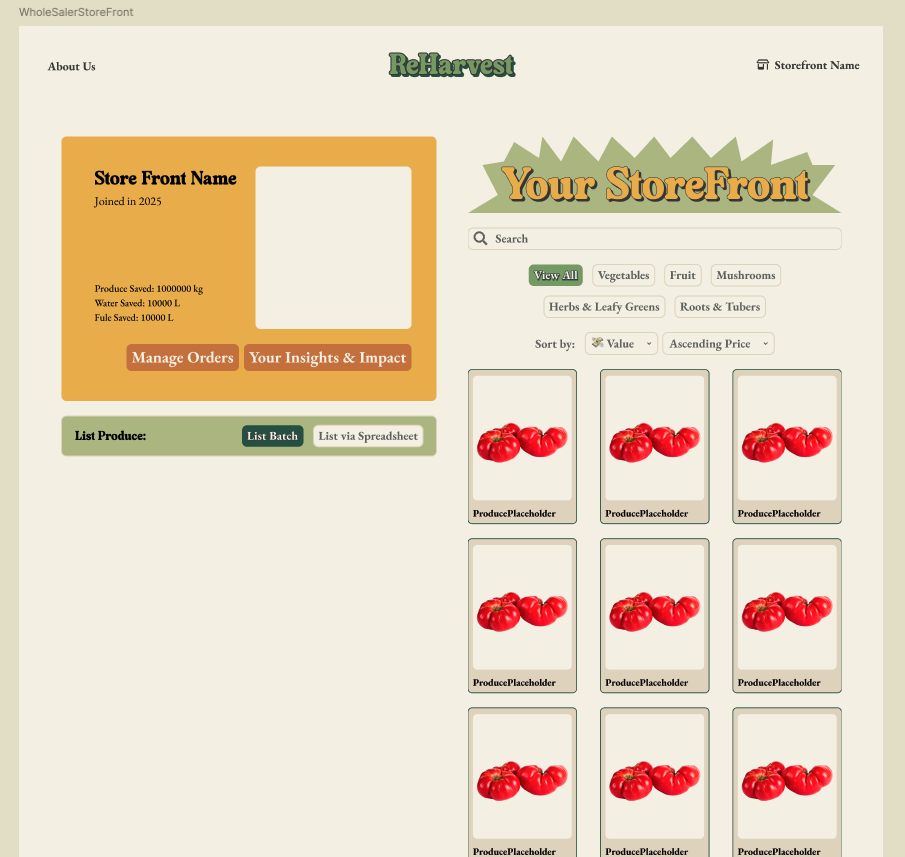 WholeSalerStoreFront
About Us
ReHarvest
Storefront Name
Store Front Name
Joined in 2025
Produce Saved: 1000000 kg
Water Saved: 10000 L
Fule Saved: 10000 L
Manage Orders
Your Insights & Impact
List Produce:
List Batch
List via Spreadsheet
Your StoreFront
Search
View All
Vegetables
Fruit
Mushrooms
Herbs & Leafy Greens
Roots & Tubers
Sort by:
Value
Ascending Price
ProducePlaceholder
ProducePlaceholder
ProducePlaceholder
ProducePlaceholder
ProducePlaceholder
ProducePlaceholder
ProducePlaceholder
ProducePlaceholder
ProducePlaceholder